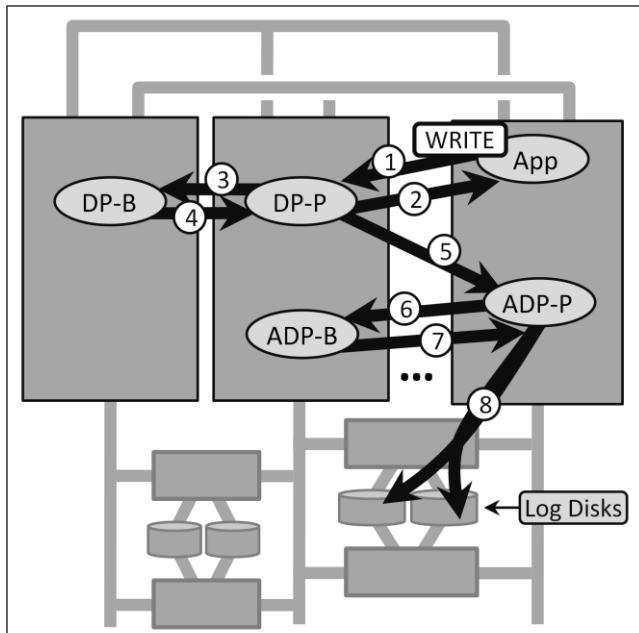 WRITE
App
1
2
3
DP-B
4
DP-P
5
ADP-P
6
ADP-B
7
...
8
Log Disks